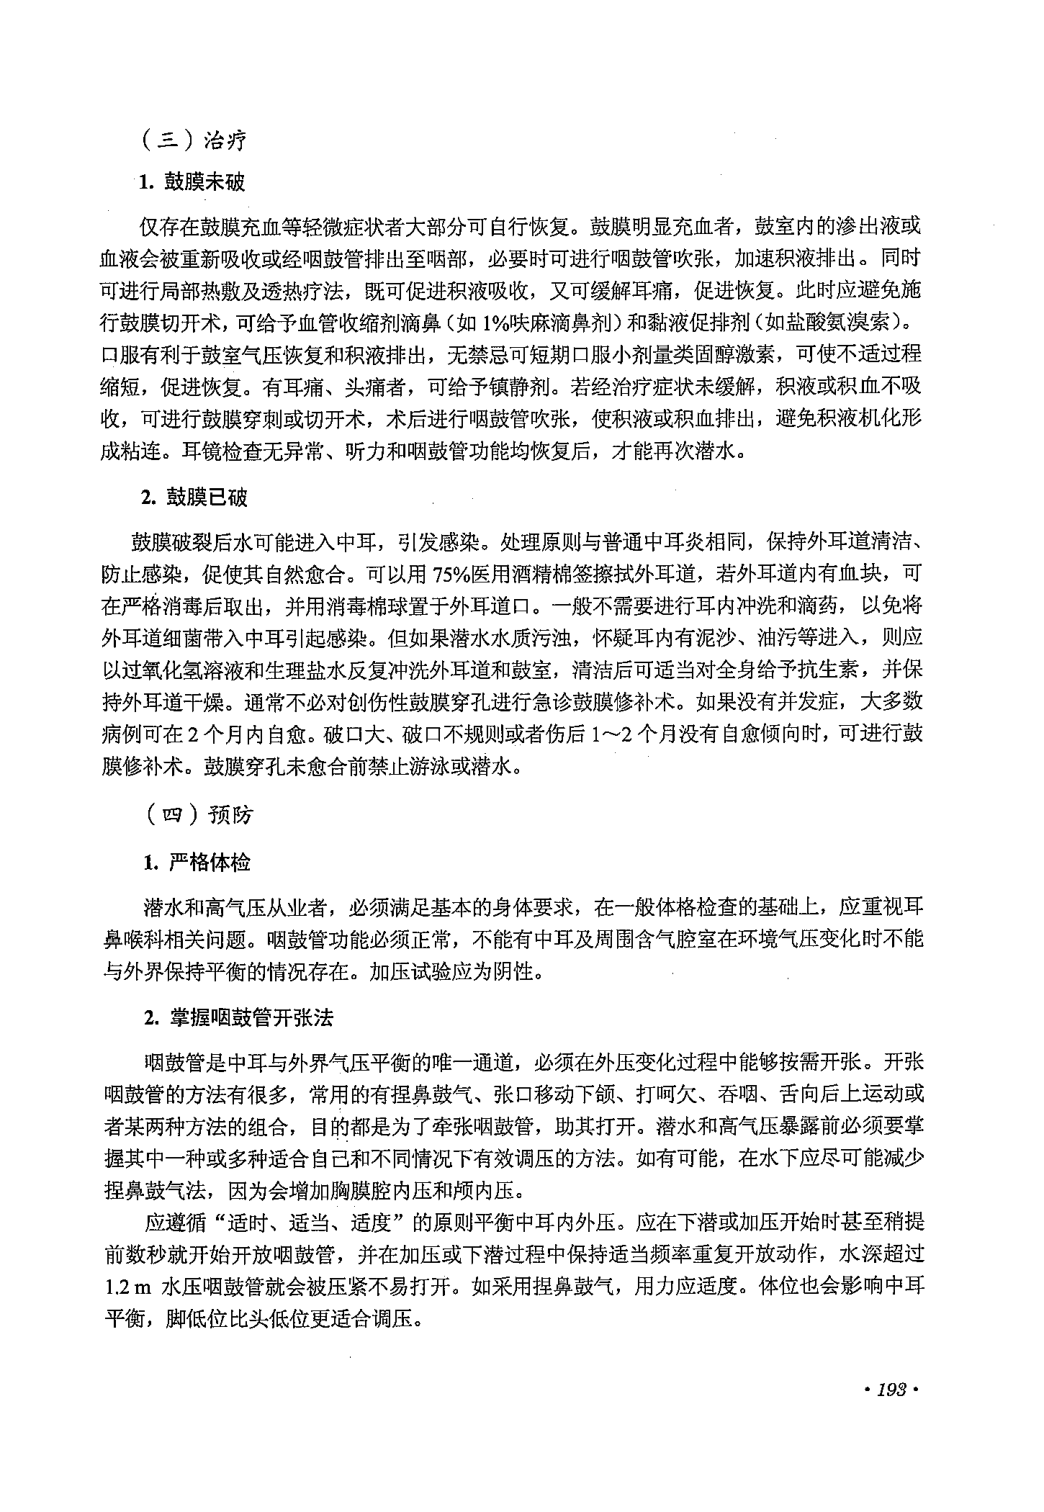 （三）治疗
1. 鼓膜未破
仅存在鼓膜充血等轻微症状者大部分可自行恢复。鼓膜明显充血者，鼓室内的渗出液或
血液会被重新吸收或经咽鼓管排出至咽部，必要时可进行咽鼓管吹张，加速积液排出。同时
可进行局部热敷及透热疗法，既可促进积液吸收，又可缓解耳痛，促进恢复。此时应避免施
行鼓膜切开术，可给予血管收缩剂滴鼻（如 1%呋麻滴鼻剂）和黏液促排剂（如盐酸氨溴索）。
口服有利于鼓室气压恢复和积液排出，无禁忌可短期口服小剂量类固醇激素，可使不适过程
缩短，促进恢复。有耳痛、头痛者，可给予镇静剂。若经治疗症状未缓解，积液或积血不吸
收，可进行鼓膜穿刺或切开术，术后进行咽鼓管吹张，使积液或积血排出，避免积液机化形
成粘连。耳镜检查无异常、听力和咽鼓管功能均恢复后，才能再次潜水。
2. 鼓膜已破
鼓膜破裂后水可能进入中耳，引发感染。处理原则与普通中耳炎相同，保持外耳道清洁、
防止感染，促使其自然愈合。可以用 75%医用酒精棉签擦拭外耳道，若外耳道内有血块，可
在严格消毒后取出，并用消毒棉球置于外耳道口。一般不需要进行耳内冲洗和滴药，以免将
外耳道细菌带入中耳引起感染。但如果潜水水质污浊，怀疑耳内有泥沙、油污等进入，则应
以过氧化氢溶液和生理盐水反复冲洗外耳道和鼓室，清洁后可适当对全身给予抗生素，并保
持外耳道干燥。通常不必对创伤性鼓膜穿孔进行急诊鼓膜修补术。如果没有并发症，大多数
病例可在 2 个月内自愈。破口大、破口不规则或者伤后 1～2 个月没有自愈倾向时，可进行鼓
膜修补术。鼓膜穿孔未愈合前禁止游泳或潜水。
（四）预防
1. 严格体检
潜水和高气压从业者，必须满足基本的身体要求，在一般体格检查的基础上，应重视耳
鼻喉科相关问题。咽鼓管功能必须正常，不能有中耳及周围含气腔室在环境气压变化时不能
与外界保持平衡的情况存在。加压试验应为阴性。
2. 掌握咽鼓管开张法
咽鼓管是中耳与外界气压平衡的唯一通道，必须在外压变化过程中能够按需开张。开张
咽鼓管的方法有很多，常用的有捏鼻鼓气、张口移动下颌、打呵欠、吞咽、舌向后上运动或
者某两种方法的组合，目的都是为了牵张咽鼓管，助其打开。潜水和高气压暴露前必须要掌
握其中一种或多种适合自己和不同情况下有效调压的方法。如有可能，在水下应尽可能减少
捏鼻鼓气法，因为会增加胸膜腔内压和颅内压。
应遵循“适时、适当、适度”的原则平衡中耳内外压。应在下潜或加压开始时甚至稍提
前数秒就开始开放咽鼓管，并在加压或下潜过程中保持适当频率重复开放动作，水深超过
1.2 m 水压咽鼓管就会被压紧不易打开。如采用捏鼻鼓气，用力应适度。体位也会影响中耳
平衡，脚低位比头低位更适合调压。
·193·